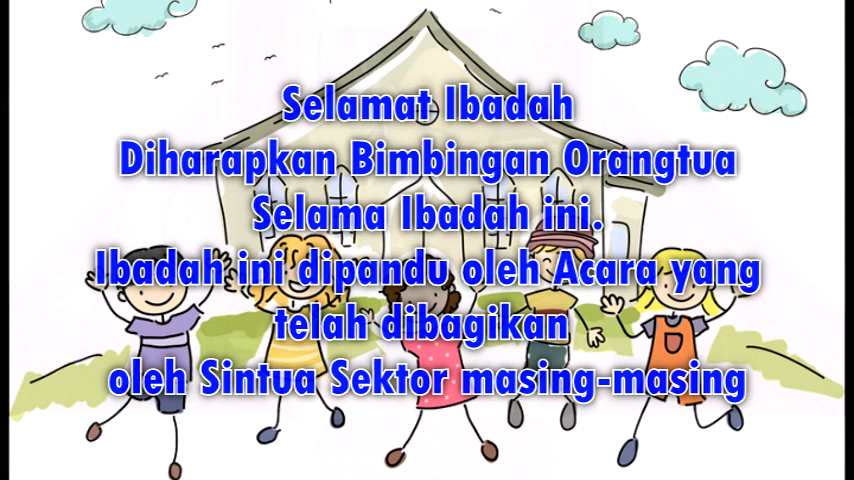 Selamat Ibadah
Diharapkan Bimbingan Orangtua
Selama Ibadah ini.
Ibadah ini dipandu oleh Acara yang
telah dibagikan
oleh Sintua Sektor masing-masing